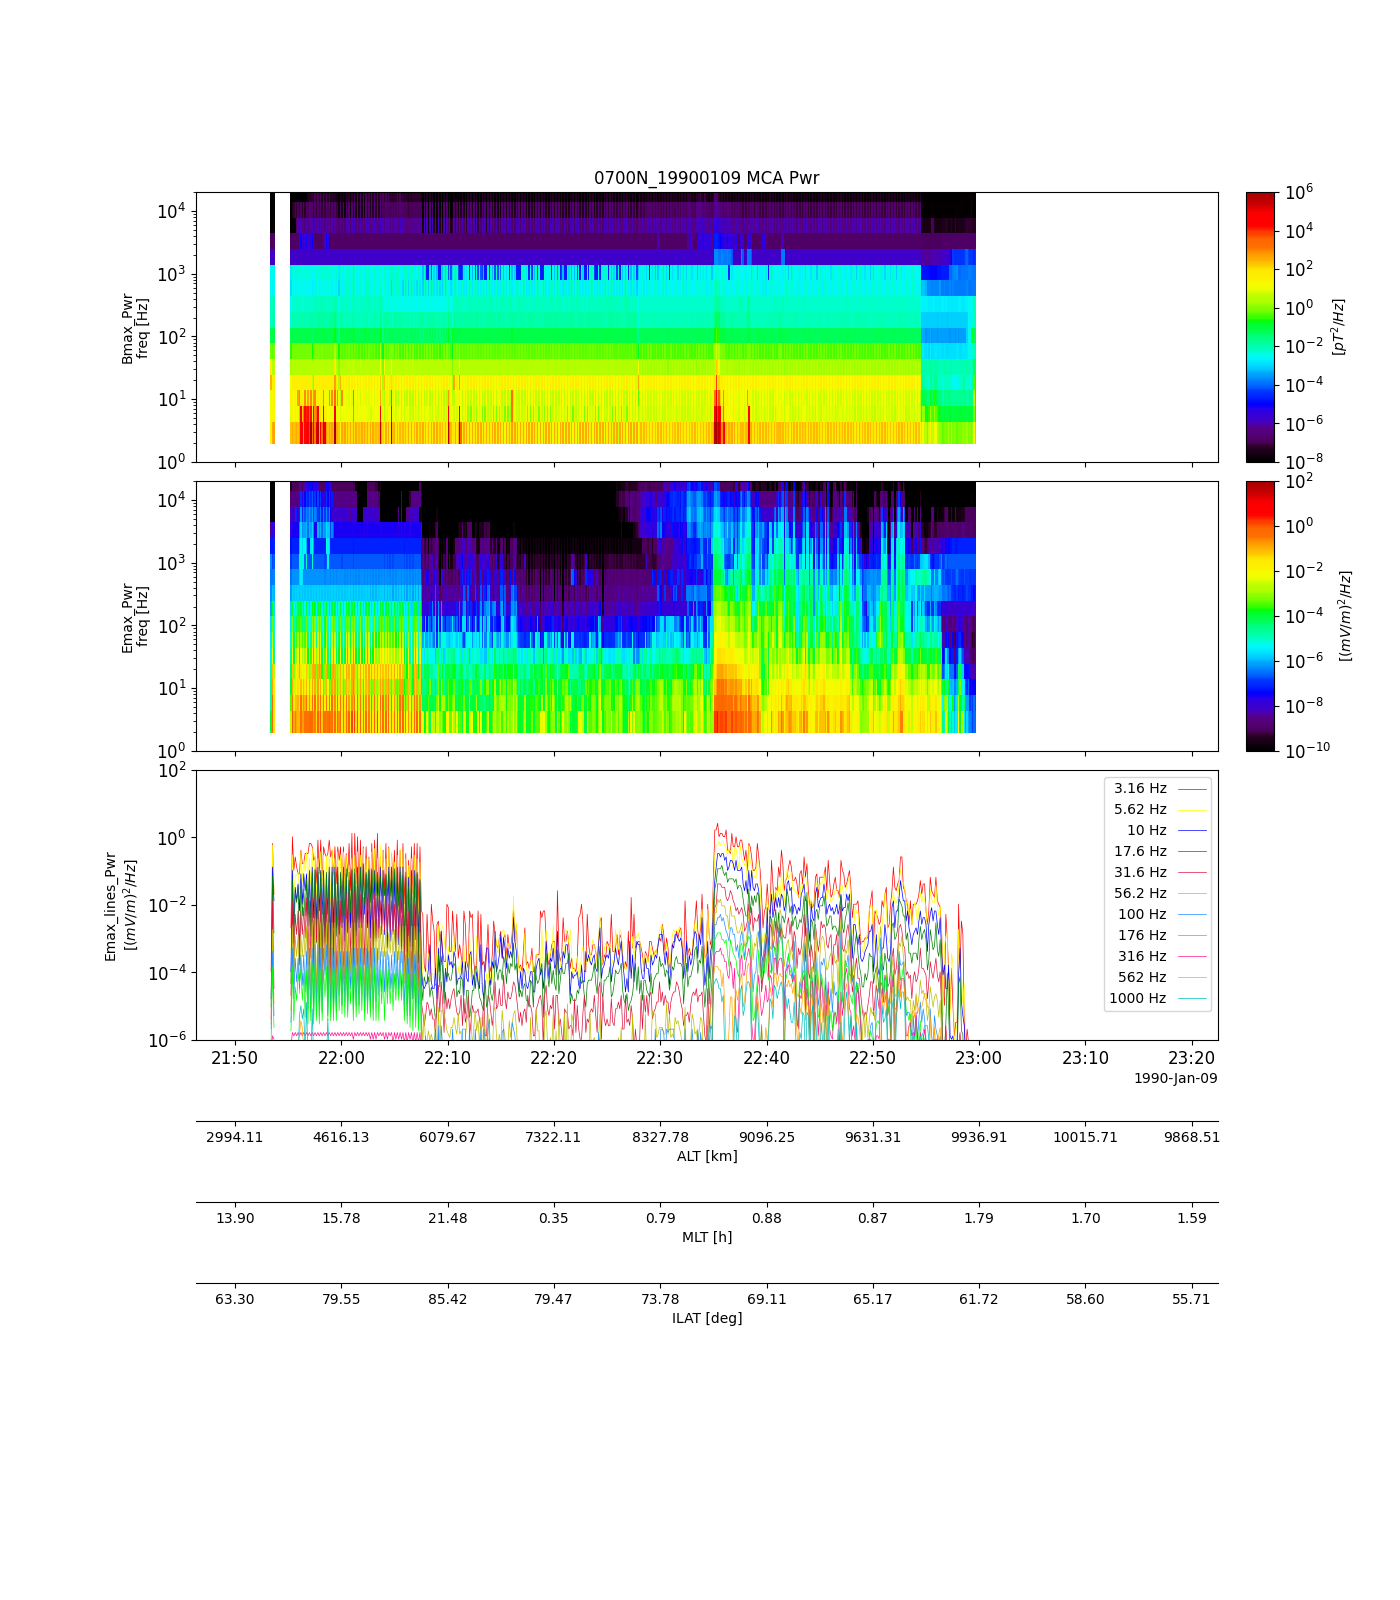 0700N_19900109 MCA Pwr
10^4
10^3
10^2
10^1
10^0
Bmax_Pwr
freq [Hz]
10^6
10^4
10^2
10^0
10^-2
10^-4
10^-6
10^-8
[pT^2/Hz]
10^4
10^3
10^2
10^1
10^0
Emax_Pwr
freq [Hz]
10^2
10^0
10^-2
10^-4
10^-6
10^-8
10^-10
[(mV/m)^2/Hz]
10^2
10^0
10^-2
10^-4
10^-6
Emax_lines_Pwr
[(mV/m)^2/Hz]
3.16 Hz
5.62 Hz
10 Hz
17.6 Hz
31.6 Hz
56.2 Hz
100 Hz
176 Hz
316 Hz
562 Hz
1000 Hz
21:50 22:00 22:10 22:20 22:30 22:40 22:50 23:00 23:10 23:20
1990-Jan-09
2994.11 4616.13 6079.67 7322.11 8327.78 9096.25 9631.31 9936.91 10015.71 9868.51
ALT [km]
13.90 15.78 21.48 0.35 0.79 0.88 0.87 1.79 1.70 1.59
MLT [h]
63.30 79.55 85.42 79.47 73.78 69.11 65.17 61.72 58.60 55.71
ILAT [deg]